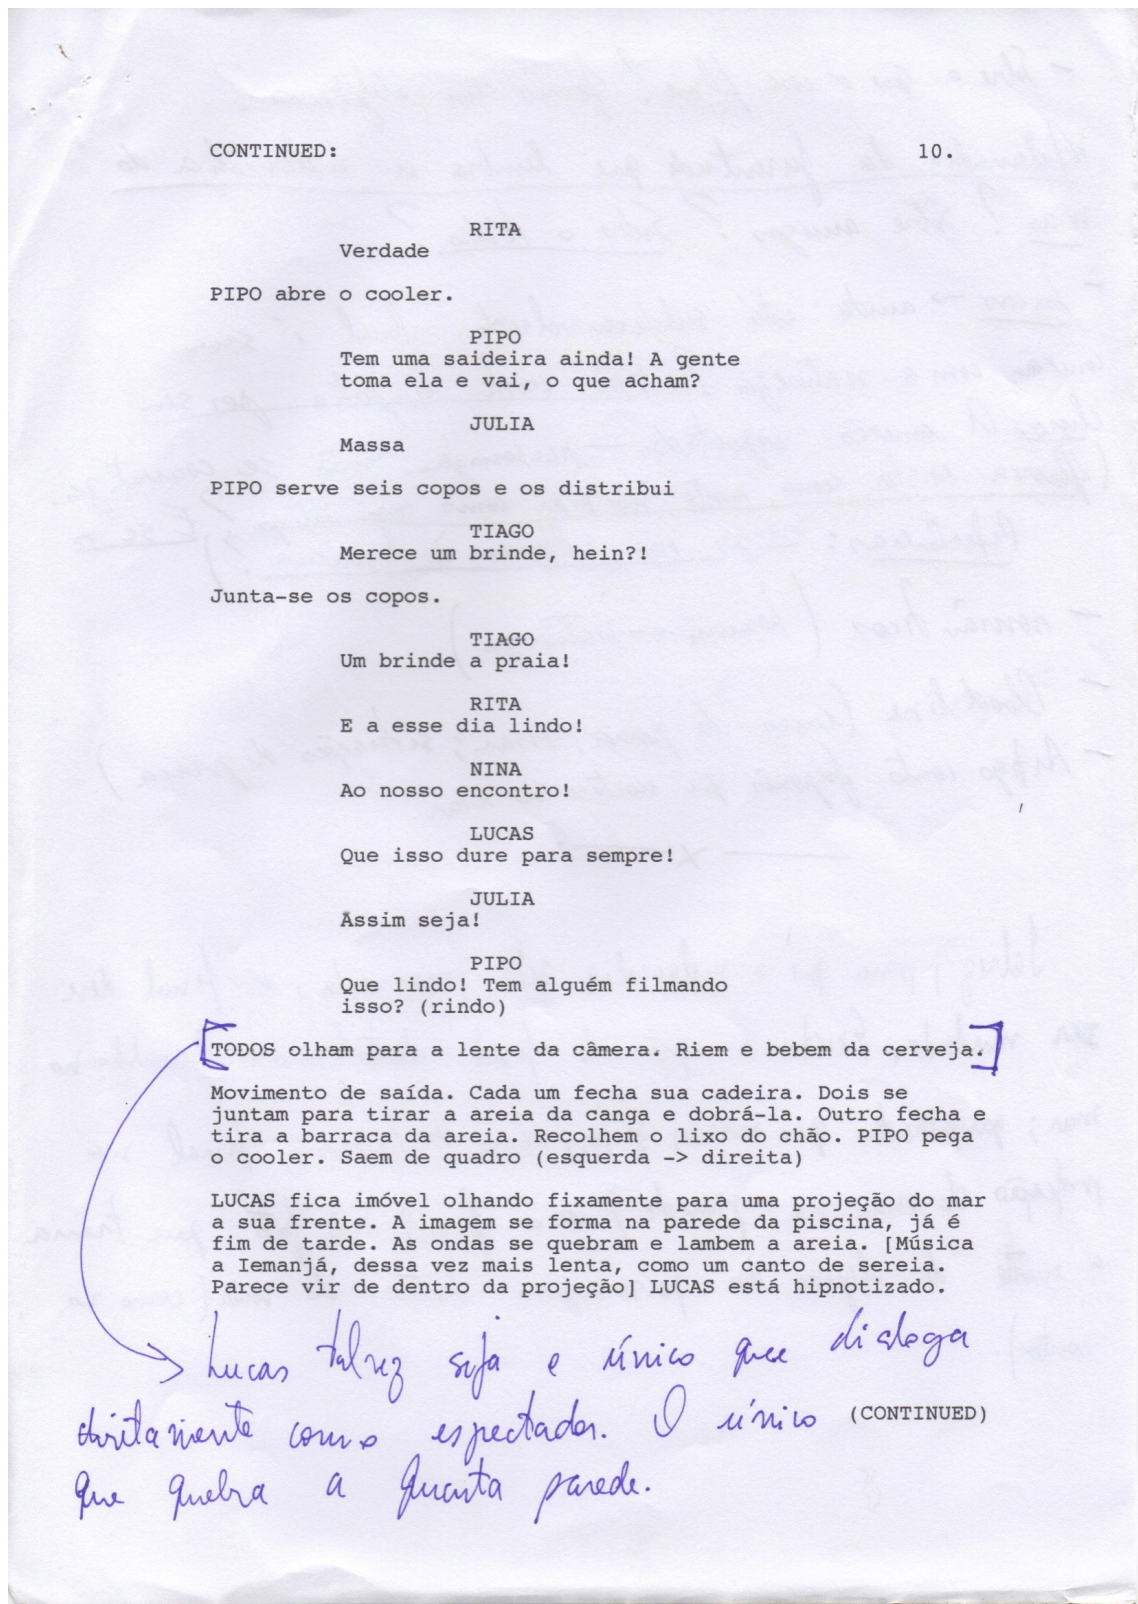 CONTINUED: 10.
RITA
Verdade
PIPO abre o cooler.
PIPO
Tem uma saideira ainda! A gente
toma ela e vai, o que acham?
JULIA
Massa
PIPO serve seis copos e os distribui
TIAGO
Merece um brinde, hein?!
Junta-se os copos.
TIAGO
Um brinde a praia!
RITA
E a esse dia lindo!
NINA
Ao nosso encontro!
LUCAS
Que isso dure para sempre!
JULIA
Assim seja!
PIPO
Que lindo! Tem alguém filmando
isso? (rindo)
TODOS olham para a lente da câmera. Riem e bebem da cerveja.
Movimento de saída. Cada um fecha sua cadeira. Dois se
juntam para tirar a areia da canga e dobrá-la. Outro fecha e
tira a barraca da areia. Recolhem o lixo do chão. PIPO pega
o cooler. Saem de quadro (esquerda -> direita)
LUCAS fica imóvel olhando fixamente para uma projeção do mar
a sua frente. A imagem se forma na parede da piscina, já é
fim de tarde. As ondas se quebram e lambem a areia. [Música
a Iemanjá, dessa vez mais lenta, como um canto de sereia.
Parece vir de dentro da projeção] LUCAS está hipnotizado.
Lucas talvez seja o único que dialoga
diretamente com o espectador. O único
(CONTINUED)
que quebra a quarta parede.